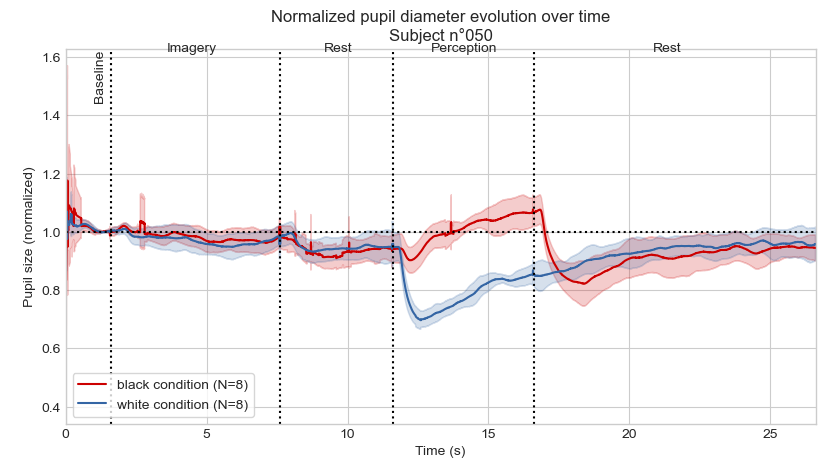 Normalized pupil diameter evolution over time
Subject n°050
Baseline
Imagery
Rest
Perception
Rest
Pupil size (normalized)
1.6
1.4
1.2
1.0
0.8
0.6
0.4
black condition (N=8)
white condition (N=8)
0
5
10
15
20
25
Time (s)